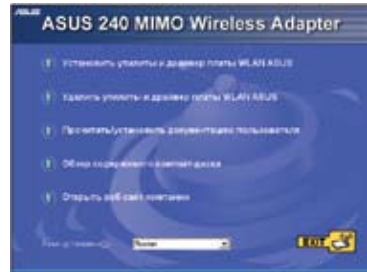 ASUS
ASUS 240 MIMO Wireless Adapter
Установить утилиты и драйвер платы WLAN ASUS
Удалить утилиты и драйвер платы WLAN ASUS
Прочитать/установить документацию пользователя
Обзор содержимого компакт-диска
Открыть веб-сайт компании
Russian
EXIT